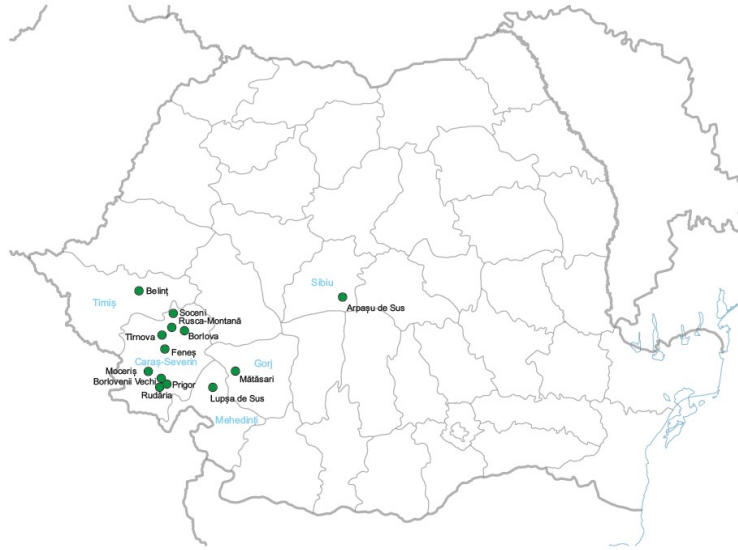 Sibiu
Belinț
Arpașu de Sus
Timiș
Soceni
Rusca-Montană
Borlova
Tîrnova
Feneș
Caraș-Severin
Gorj
Moceriș
Mătăsari
Borlovenii Vechi
Prigor
Rudăria
Lupșa de Sus
Mehedinți